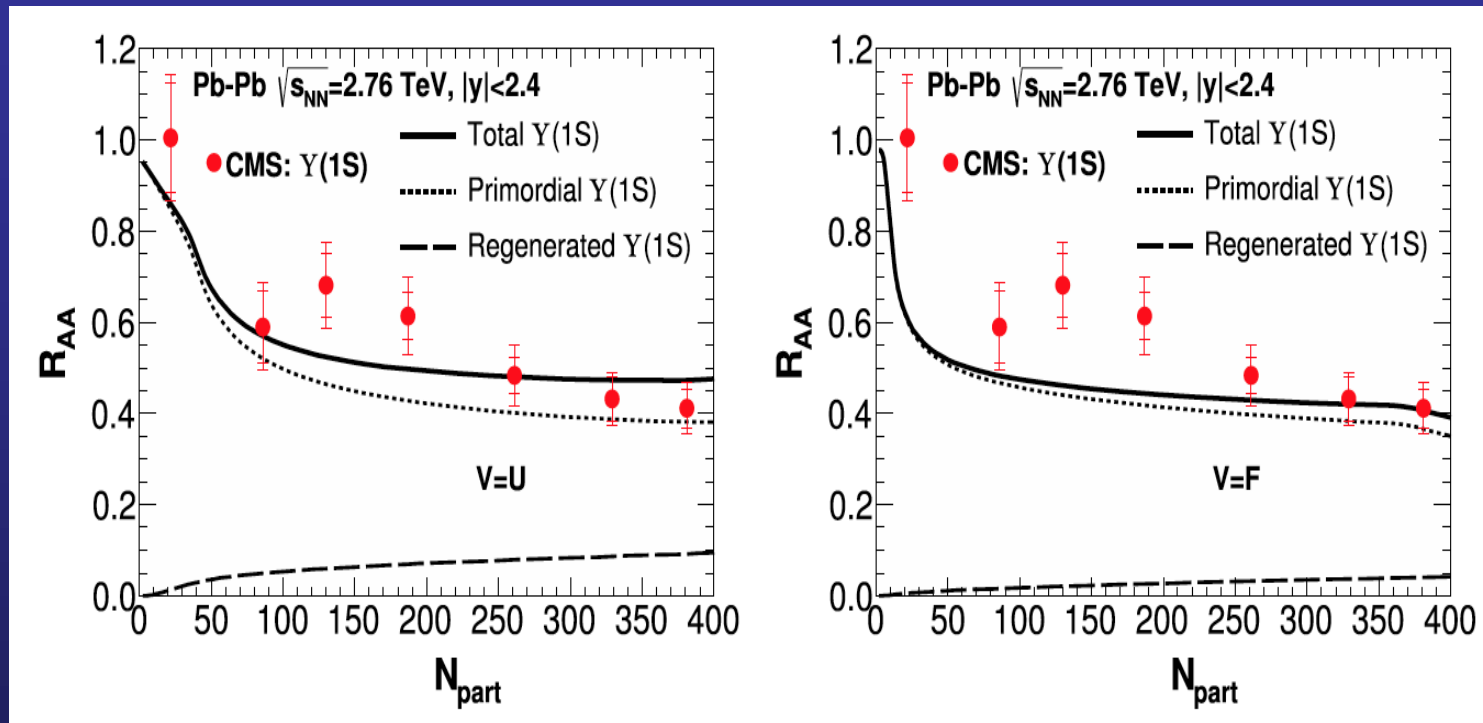 Pb-Pb √sNN=2.76 TeV, |y|<2.4
Total ϒ(1S)
CMS: ϒ(1S)
Primordial ϒ(1S)
Regenerated ϒ(1S)
V=U
RAA
1.2
1.0
0.8
0.6
0.4
0.2
0.0
0 50 100 150 200 250 300 350 400
Npart
Pb-Pb √sNN=2.76 TeV, |y|<2.4
Total ϒ(1S)
CMS: ϒ(1S)
Primordial ϒ(1S)
Regenerated ϒ(1S)
V=F
RAA
1.2
1.0
0.8
0.6
0.4
0.2
0.0
0 50 100 150 200 250 300 350 400
Npart